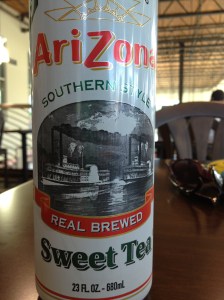 AriZona
SOUTHERN STYLE
REAL BREWED
Sweet Tea
23 FL. OZ. - 680mL